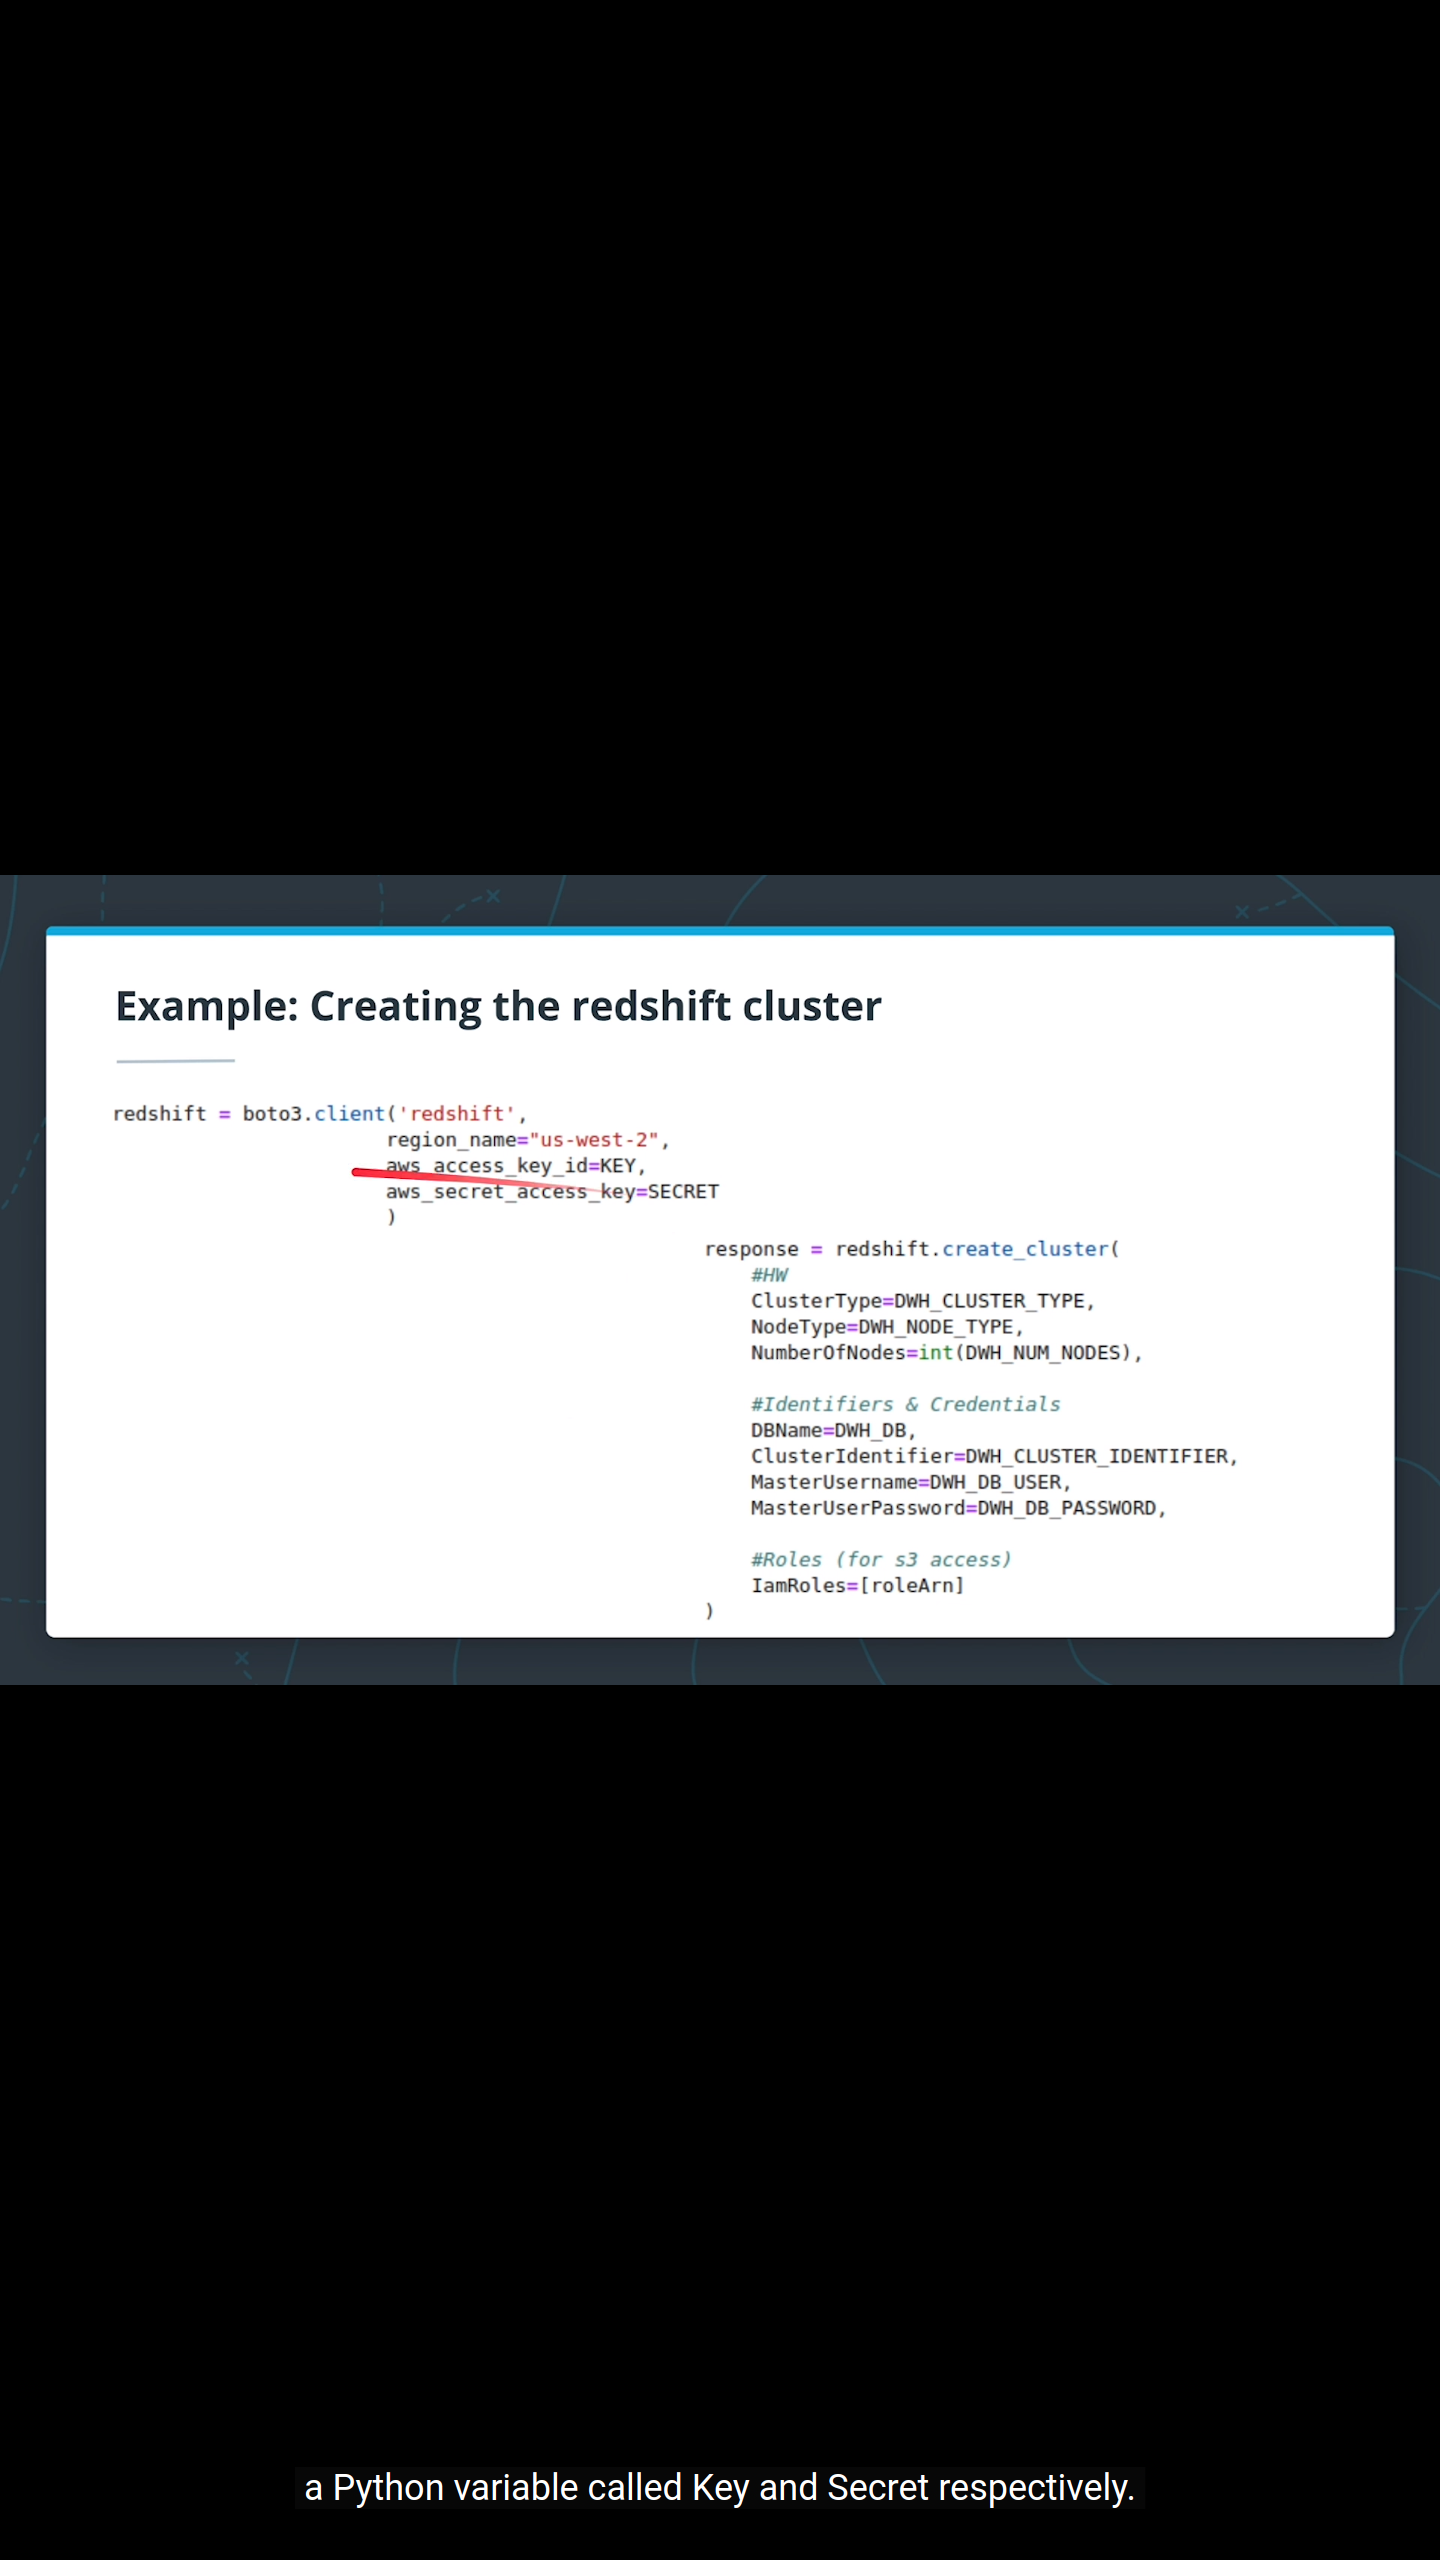 Example: Creating the redshift cluster
redshift = boto3.client('redshift',
region_name="us-west-2",
aws_access_key_id=KEY,
aws_secret_access_key=SECRET
)
response = redshift.create_cluster(
#HW
ClusterType=DWH_CLUSTER_TYPE,
NodeType=DWH_NODE_TYPE,
NumberOfNodes=int(DWH_NUM_NODES),
#Identifiers & Credentials
DBName=DWH_DB,
ClusterIdentifier=DWH_CLUSTER_IDENTIFIER,
MasterUsername=DWH_DB_USER,
MasterUserPassword=DWH_DB_PASSWORD,
#Roles (for s3 access)
IamRoles=[roleArn]
)
a Python variable called Key and Secret respectively.